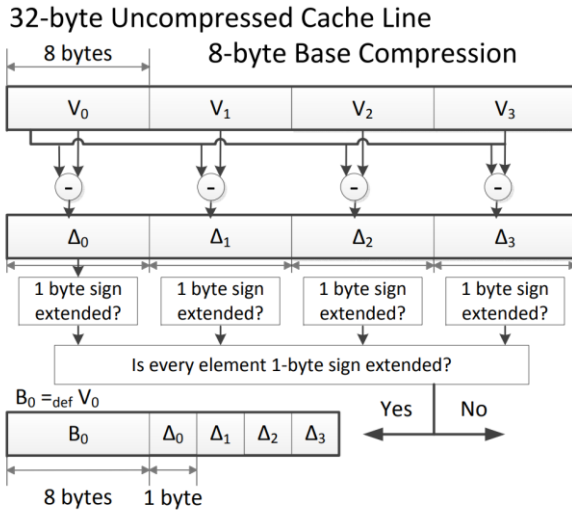 32-byte Uncompressed Cache Line
8 bytes
8-byte Base Compression
V₀ V₁ V₂ V₃
- - - -
Δ₀ Δ₁ Δ₂ Δ₃
1 byte sign extended?
1 byte sign extended?
1 byte sign extended?
1 byte sign extended?
Is every element 1-byte sign extended?
B₀ =def V₀
Yes No
B₀ Δ₀ Δ₁ Δ₂ Δ₃
8 bytes 1 byte